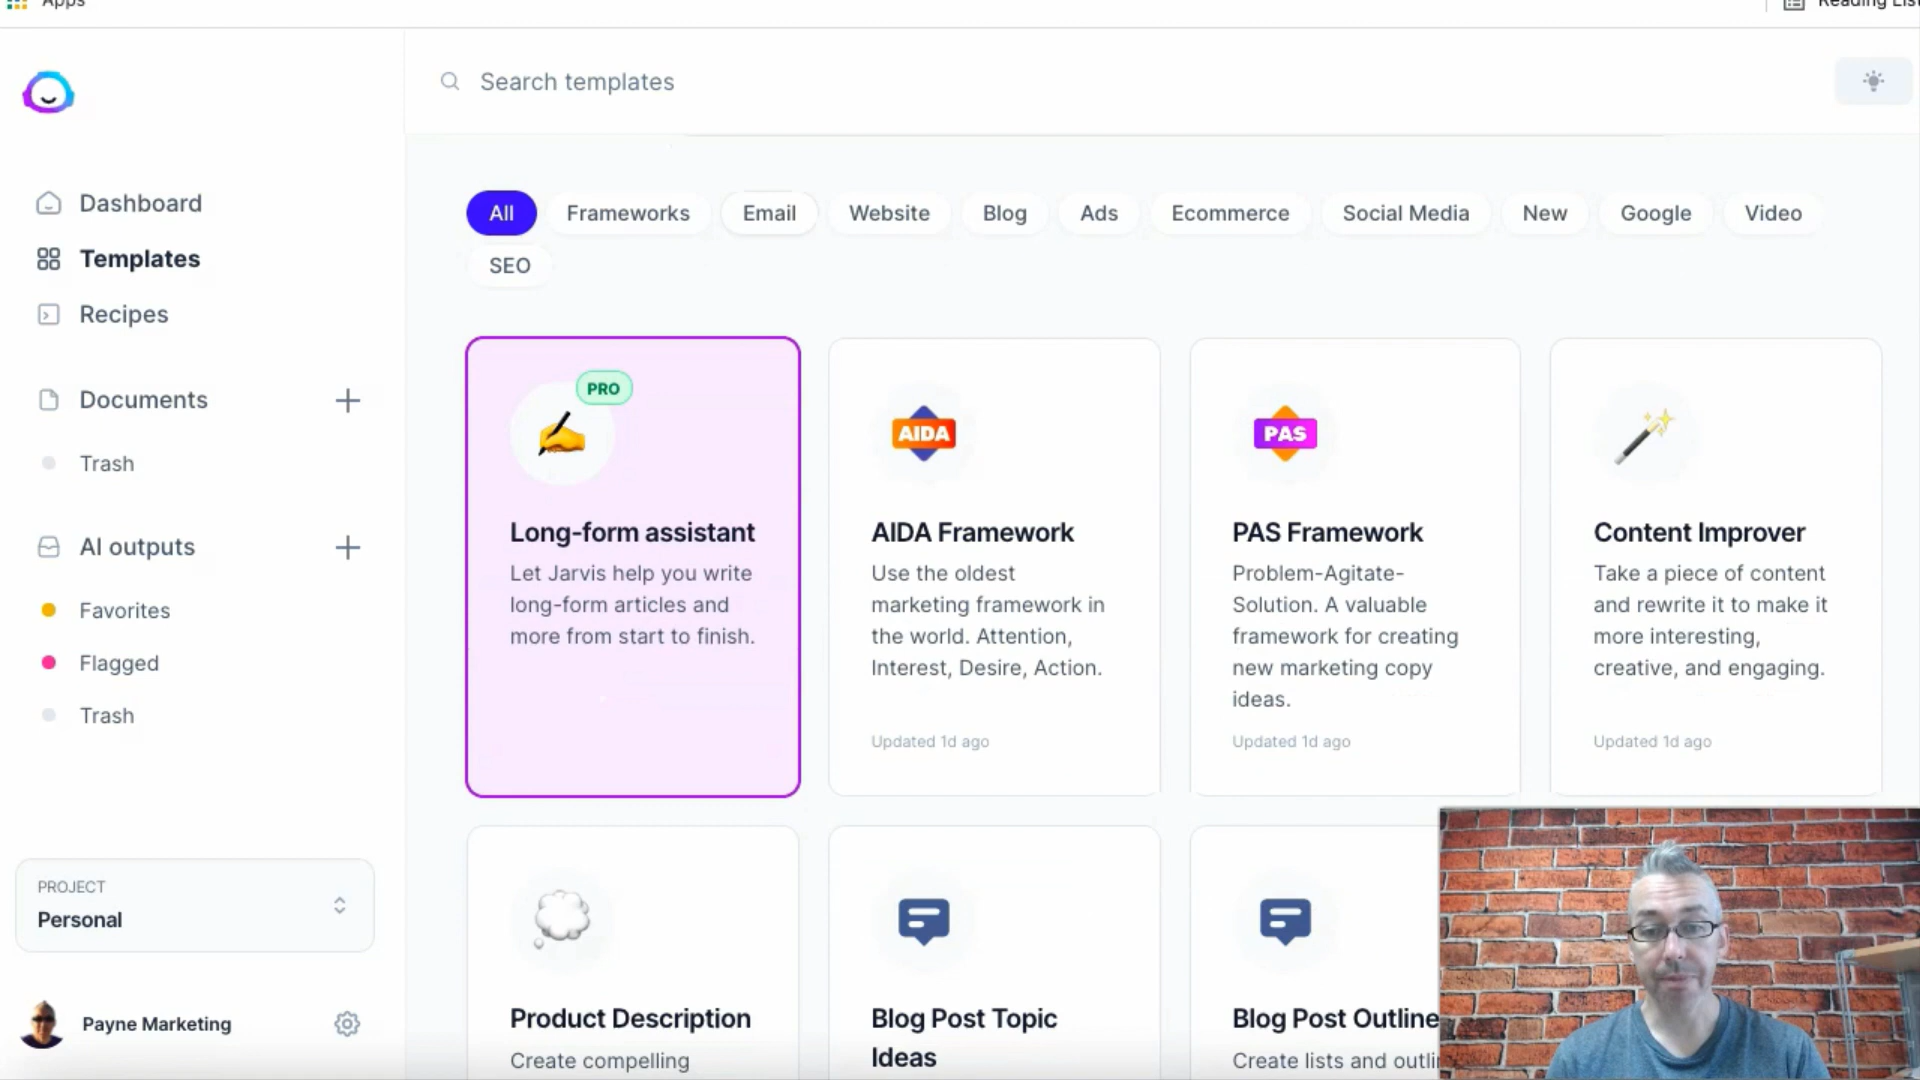 Apps
Reading List
Search templates
Dashboard
Templates
Recipes
Documents
Trash
AI outputs
Favorites
Flagged
Trash
PROJECT
Personal
Payne Marketing
All
Frameworks
Email
Website
Blog
Ads
Ecommerce
Social Media
New
Google
Video
SEO
PRO
Long-form assistant
Let Jarvis help you write
long-form articles and
more from start to finish.
AIDA
AIDA Framework
Use the oldest
marketing framework in
the world. Attention,
Interest, Desire, Action.
Updated 1d ago
PAS
PAS Framework
Problem-Agitate-
Solution. A valuable
framework for creating
new marketing copy
ideas.
Updated 1d ago
Content Improver
Take a piece of content
and rewrite it to make it
more interesting,
creative, and engaging.
Updated 1d ago
Product Description
Create compelling
Blog Post Topic
Ideas
Blog Post Outline
Create lists and